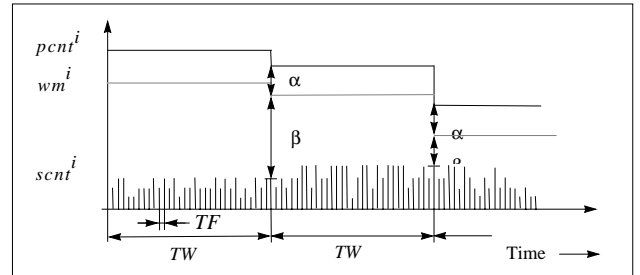 pcnt^i
wm^i
α
β
α
scnt^i
TF
TW
TW
Time